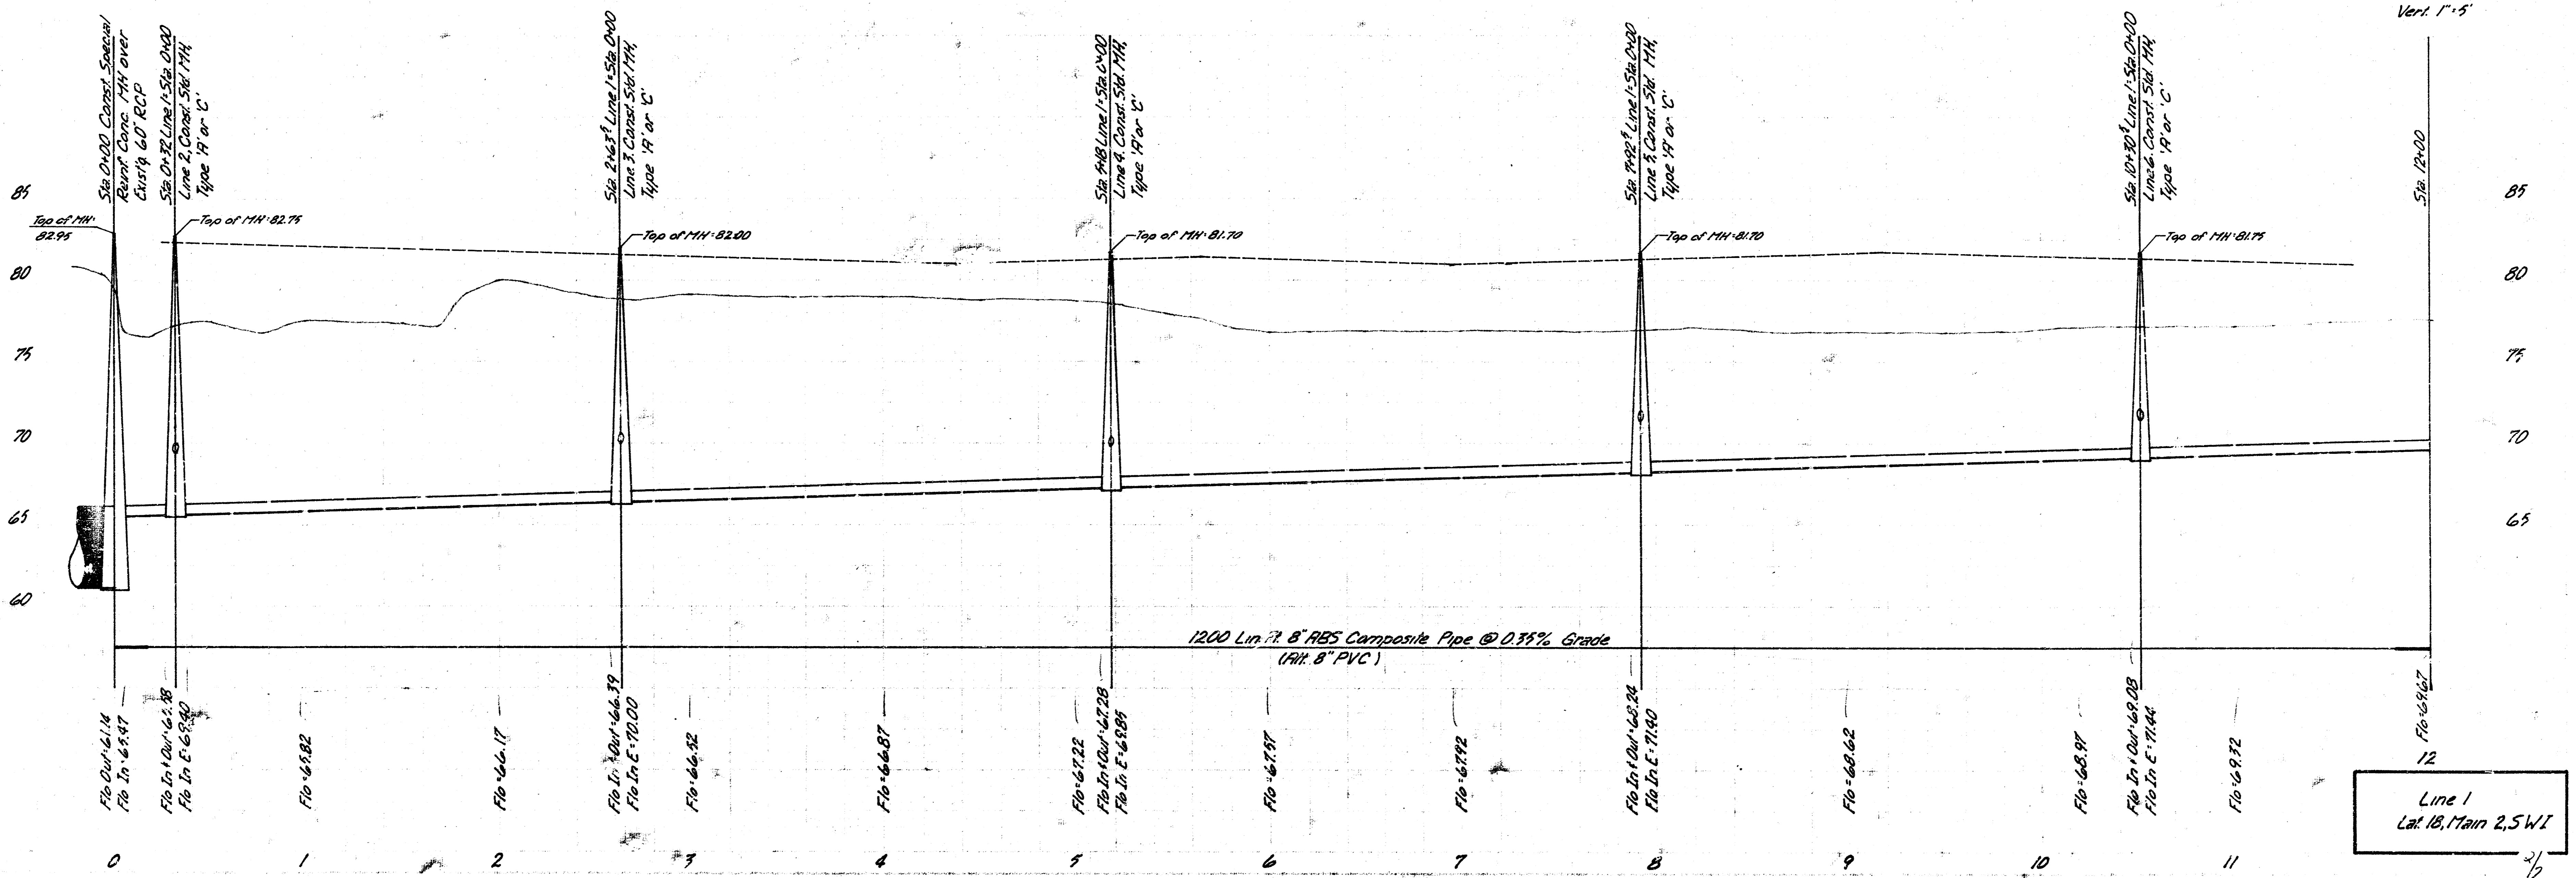 Vert. 1"=5'
Sta. 0+00 Const. Special
Reinf. Conc. MH over
Exist'g 60" RCP
Sta. 0+32 Line 1=Sta. 0+00
Line 2, Const. Std. MH,
Type 'A' or 'C'
Sta. 2+63⁵ Line 1=Sta. 0+00
Line 3. Const. Std. MH,
Type 'A' or 'C'
Sta. 5+18 Line 1=Sta. 0+00
Line 4. Const. Std. MH,
Type 'A' or 'C'
Sta. 7+92⁵ Line 1=Sta. 0+00
Line 5, Const. Std. MH,
Type 'A' or 'C'
Sta. 10+30⁵ Line 1=Sta. 0+00
Line 6. Const. Std. MH,
Type 'A' or 'C'
Sta. 12+00
85
85
Top of MH=
82.95
Top of MH=82.75
Top of MH=82.00
Top of MH=81.70
Top of MH=81.70
Top of MH=81.75
80
80
75
75
70
70
65
65
60
1200 Lin. Ft. 8" ABS Composite Pipe @ 0.35% Grade
(Alt. 8" PVC)
Flo Out=61.14
Flo In=65.47
Flo In & Out=65.58
Flo In E=69.40
Flo=65.82
Flo=66.17
Flo In & Out=66.39
Flo In E=70.00
Flo=66.52
Flo=66.87
Flo=67.22
Flo In & Out=67.28
Flo In E=69.85
Flo=67.57
Flo=67.92
Flo In & Out=68.24
Flo In E=71.40
Flo=68.62
Flo=68.97
Flo In & Out=69.08
Flo In E=71.44
Flo=69.32
Flo=69.67
12
Line 1
Lat. 18, Main 2, SWI
0 1 2 3 4 5 6 7 8 9 10 11